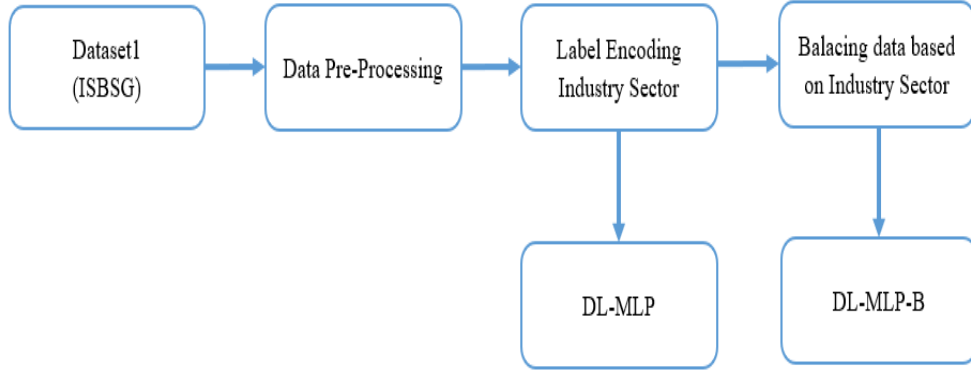 Dataset1
(ISBSG)
Data Pre-Processing
Label Encoding
Industry Sector
Balacing data based
on Industry Sector
DL-MLP
DL-MLP-B